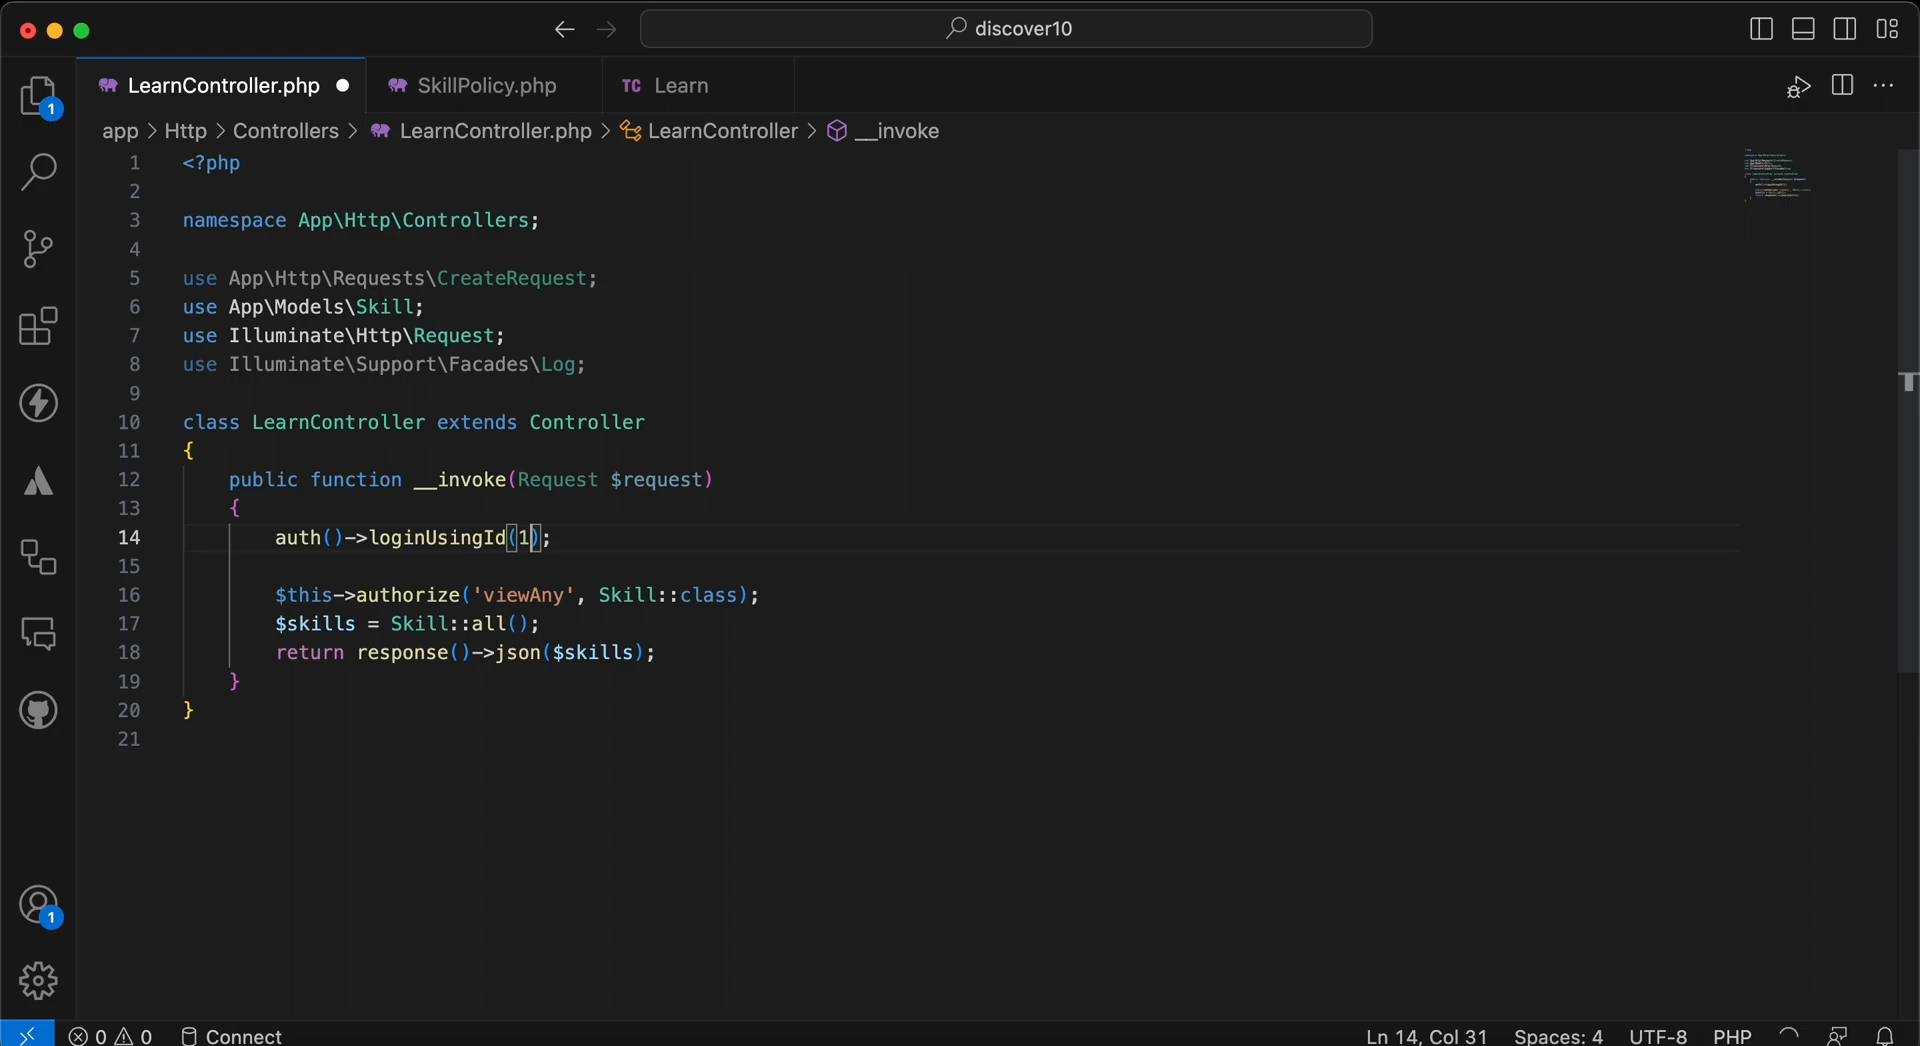 discover10
LearnController.php SkillPolicy.php TC Learn
1
app > Http > Controllers > LearnController.php > LearnController > __invoke
1 <?php
2
3 namespace App\Http\Controllers;
4
5 use App\Http\Requests\CreateRequest;
6 use App\Models\Skill;
7 use Illuminate\Http\Request;
8 use Illuminate\Support\Facades\Log;
9
10 class LearnController extends Controller
11 {
12 public function __invoke(Request $request)
13 {
14 auth()->loginUsingId(1);
15
16 $this->authorize('viewAny', Skill::class);
17 $skills = Skill::all();
18 return response()->json($skills);
19 }
20 }
21
1
0 0 Connect Ln 14, Col 31 Spaces: 4 UTF-8 PHP